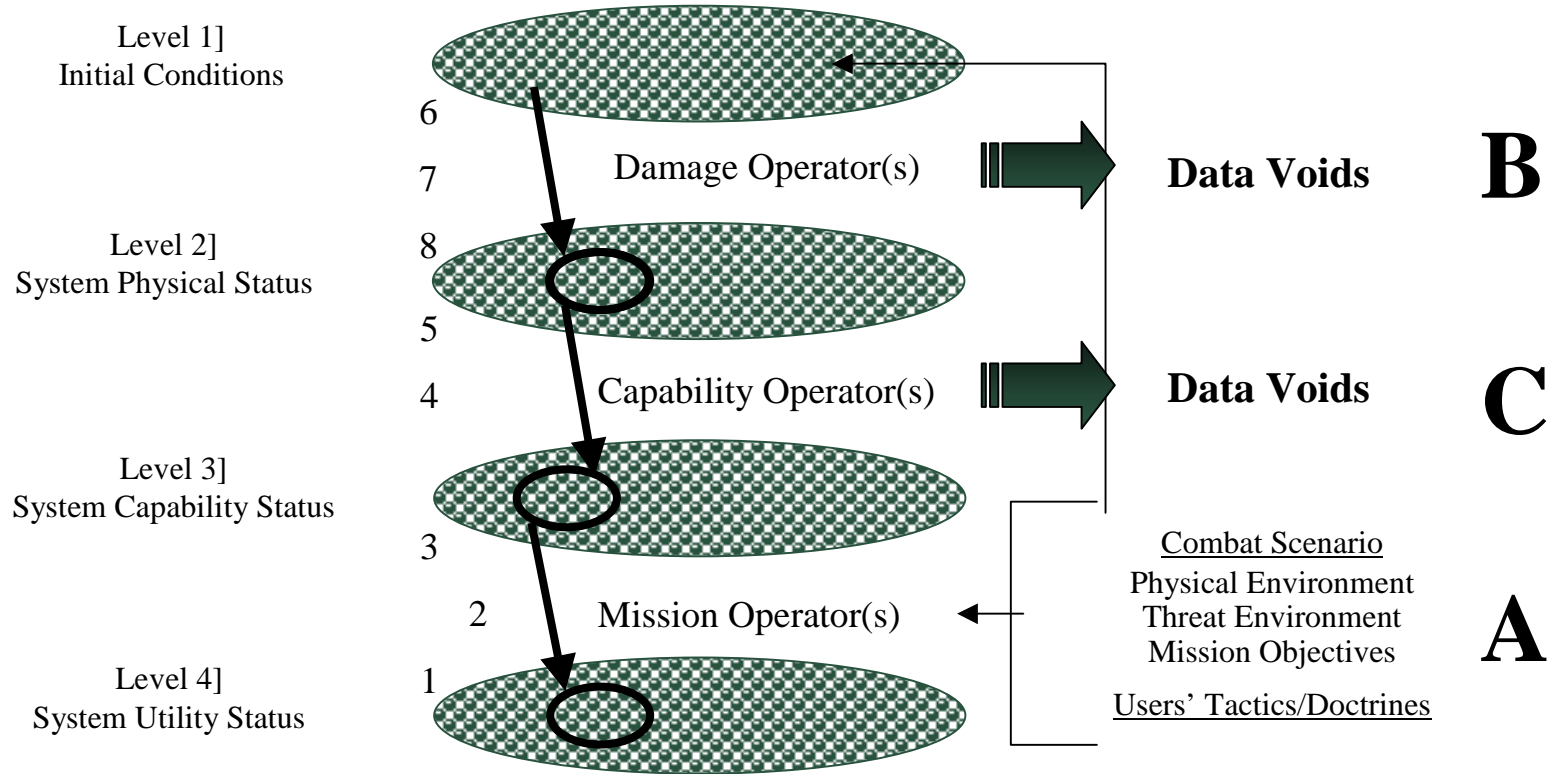 Level 1]
Initial Conditions
6
7
Damage Operator(s)
Data Voids
B
Level 2]
System Physical Status
8
5
4
Capability Operator(s)
Data Voids
C
Level 3]
System Capability Status
3
2
Mission Operator(s)
Combat Scenario
Physical Environment
Threat Environment
Mission Objectives
Users’ Tactics/Doctrines
A
Level 4]
System Utility Status
1